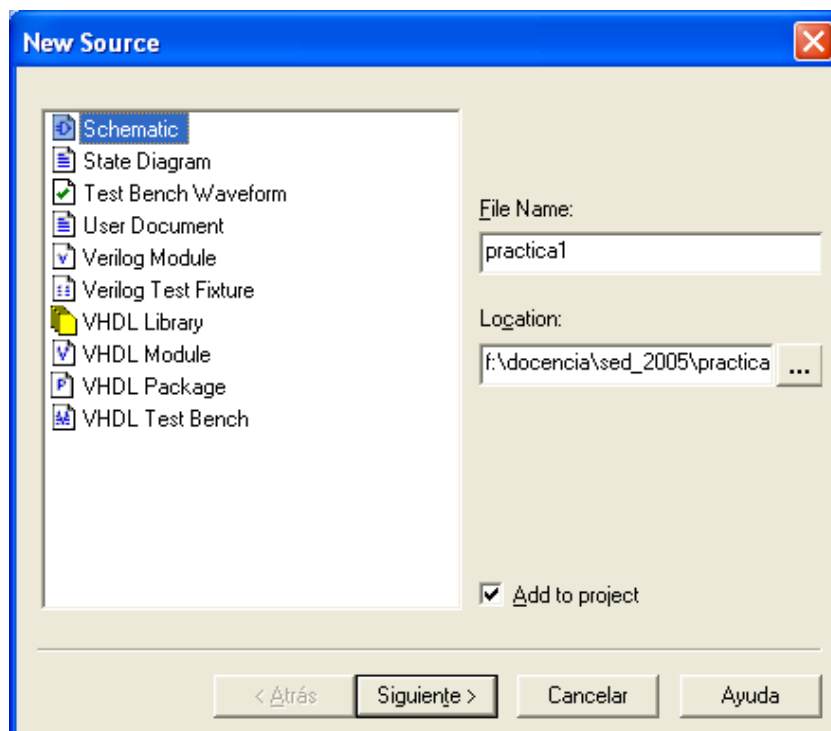 New Source
Schematic
State Diagram
Test Bench Waveform
User Document
Verilog Module
Verilog Test Fixture
VHDL Library
VHDL Module
VHDL Package
VHDL Test Bench
File Name:
practica1
Location:
f:\docencia\sed_2005\practica
...
Add to project
< Atrás
Siguiente >
Cancelar
Ayuda